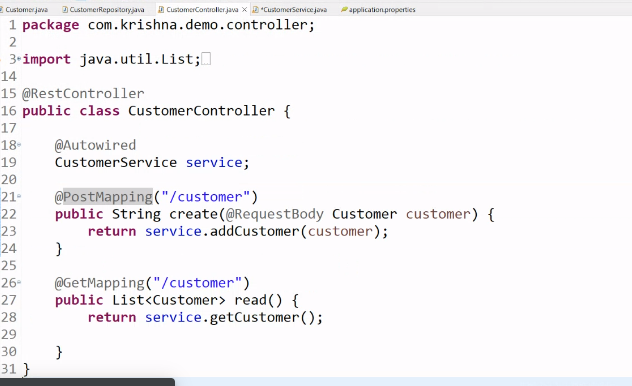 Customer.java CustomerRepository.java CustomerController.java *CustomerService.java application.properties
1 package com.krishna.demo.controller;
2
3 import java.util.List;
14
15 @RestController
16 public class CustomerController {
17
18 @Autowired
19 CustomerService service;
20
21 @PostMapping("/customer")
22 public String create(@RequestBody Customer customer) {
23 return service.addCustomer(customer);
24 }
25
26 @GetMapping("/customer")
27 public List<Customer> read() {
28 return service.getCustomer();
29
30 }
31 }